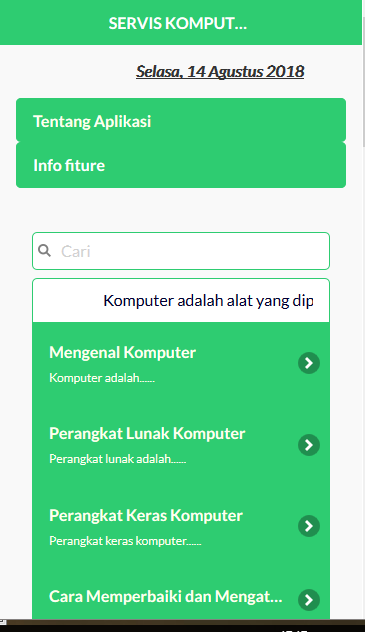 SERVIS KOMPUT...
Selasa, 14 Agustus 2018
Tentang Aplikasi
Info fiture
Cari
Komputer adalah alat yang dip
Mengenal Komputer
Komputer adalah......
Perangkat Lunak Komputer
Perangkat lunak adalah......
Perangkat Keras Komputer
Perangkat keras komputer......
Cara Memperbaiki dan Mengat...